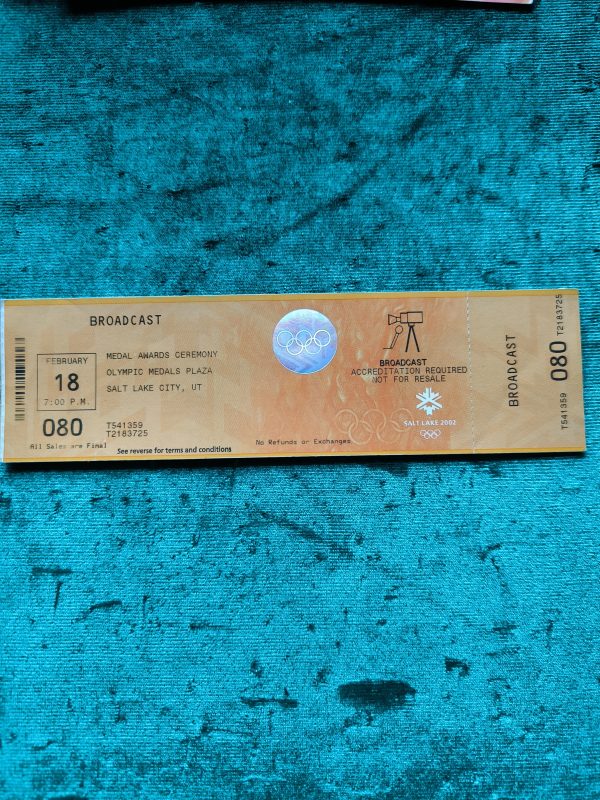 BROADCAST
FEBRUARY
18
7:00 P.M.
080
All Sales are Final
MEDAL AWARDS CEREMONY
OLYMPIC MEDALS PLAZA
SALT LAKE CITY, UT
T541359
T2183725
See reverse for terms and conditions
No Refunds or Exchanges
BROADCAST
ACCREDITATION REQUIRED
NOT FOR RESALE
SALT LAKE 2002
BROADCAST
080
T541359 T2183725